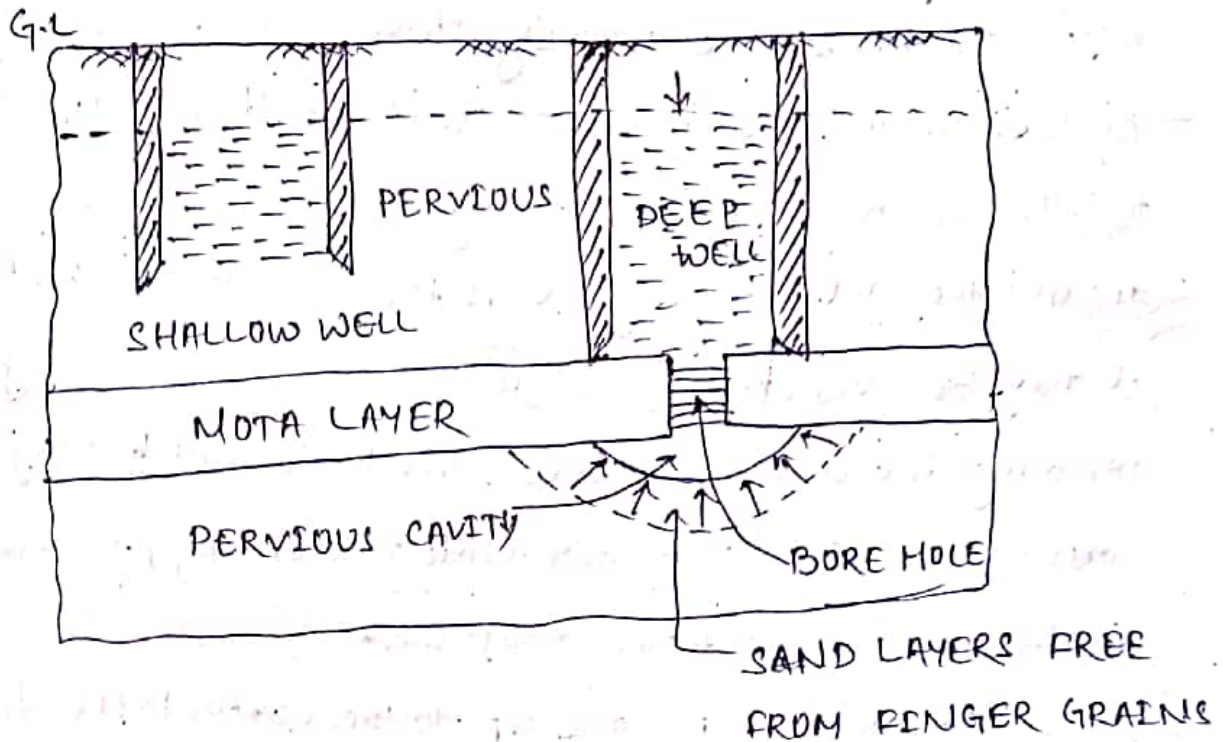 G.L
PERVIOUS
DEEP
WELL
SHALLOW WELL
MOTA LAYER
PERVIOUS CAVITY
BORE HOLE
SAND LAYERS FREE
FROM FINGER GRAINS